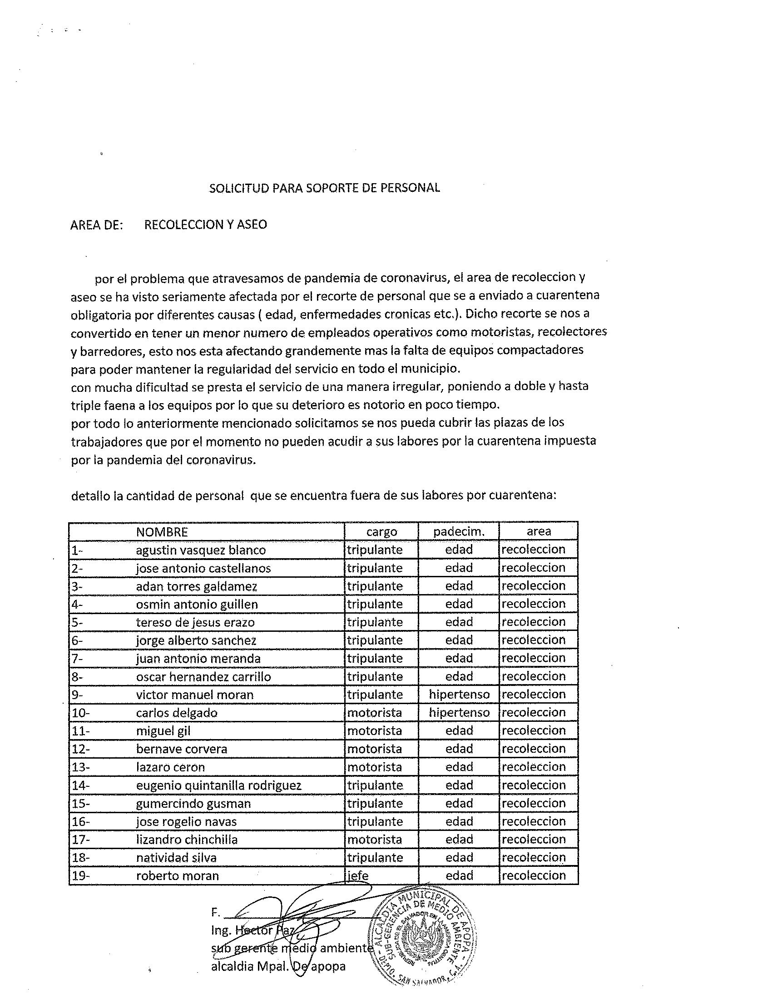 SOLICITUD PARA SOPORTE DE PERSONAL
AREA DE: RECOLECCION Y ASEO
por el problema que atravesamos de pandemia de coronavirus, el area de recoleccion y
aseo se ha visto seriamente afectada por el recorte de personal que se a enviado a cuarentena
obligatoria por diferentes causas ( edad, enfermedades cronicas etc.). Dicho recorte se nos a
convertido en tener un menor numero de empleados operativos como motoristas, recolectores
y barredores, esto nos esta afectando grandemente mas la falta de equipos compactadores
para poder mantener la regularidad del servicio en todo el municipio.
con mucha dificultad se presta el servicio de una manera irregular, poniendo a doble y hasta
triple faena a los equipos por lo que su deterioro es notorio en poco tiempo.
por todo lo anteriormente mencionado solicitamos se nos pueda cubrir las plazas de los
trabajadores que por el momento no pueden acudir a sus labores por la cuarentena impuesta
por la pandemia del coronavirus.
detallo la cantidad de personal que se encuentra fuera de sus labores por cuarentena:
NOMBRE cargo padecim. area
1- agustin vasquez blanco tripulante edad recoleccion
2- jose antonio castellanos tripulante edad recoleccion
3- adan torres galdamez tripulante edad recoleccion
4- osmin antonio guillen tripulante edad recoleccion
5- tereso de jesus erazo tripulante edad recoleccion
6- jorge alberto sanchez tripulante edad recoleccion
7- juan antonio meranda tripulante edad recoleccion
8- oscar hernandez carrillo tripulante edad recoleccion
9- victor manuel moran tripulante hipertenso recoleccion
10- carlos delgado motorista hipertenso recoleccion
11- miguel gil motorista edad recoleccion
12- bernave corvera motorista edad recoleccion
13- lazaro ceron motorista edad recoleccion
14- eugenio quintanilla rodriguez tripulante edad recoleccion
15- gumercindo gusman tripulante edad recoleccion
16- jose rogelio navas tripulante edad recoleccion
17- lizandro chinchilla motorista edad recoleccion
18- natividad silva tripulante edad recoleccion
19- roberto moran jefe edad recoleccion
F.
Ing. Hector Paz
sub gerente medio ambiente
alcaldia Mpal. De apopa
ALCALDIA MUNICIPAL DE APOPA
SUB-GERENCIA DE MEDIO AMBIENTE
REPUBLICA DE EL SALVADOR EN LA AMERICA CENTRAL
DEPTO. SAN SALVADOR, C.A.